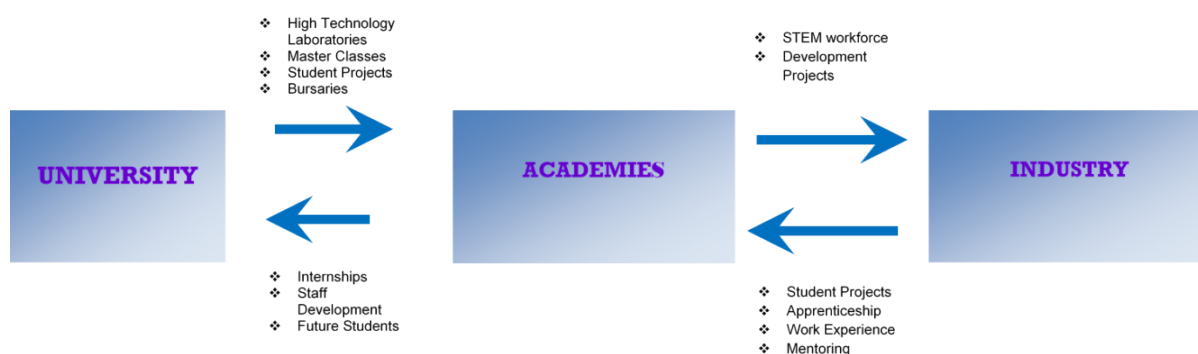 ❖ High Technology
Laboratories
❖ Master Classes
❖ Student Projects
❖ Bursaries
❖ STEM workforce
❖ Development
Projects
UNIVERSITY
ACADEMIES
INDUSTRY
❖ Internships
❖ Staff
Development
❖ Future Students
❖ Student Projects
❖ Apprenticeship
❖ Work Experience
❖ Mentoring